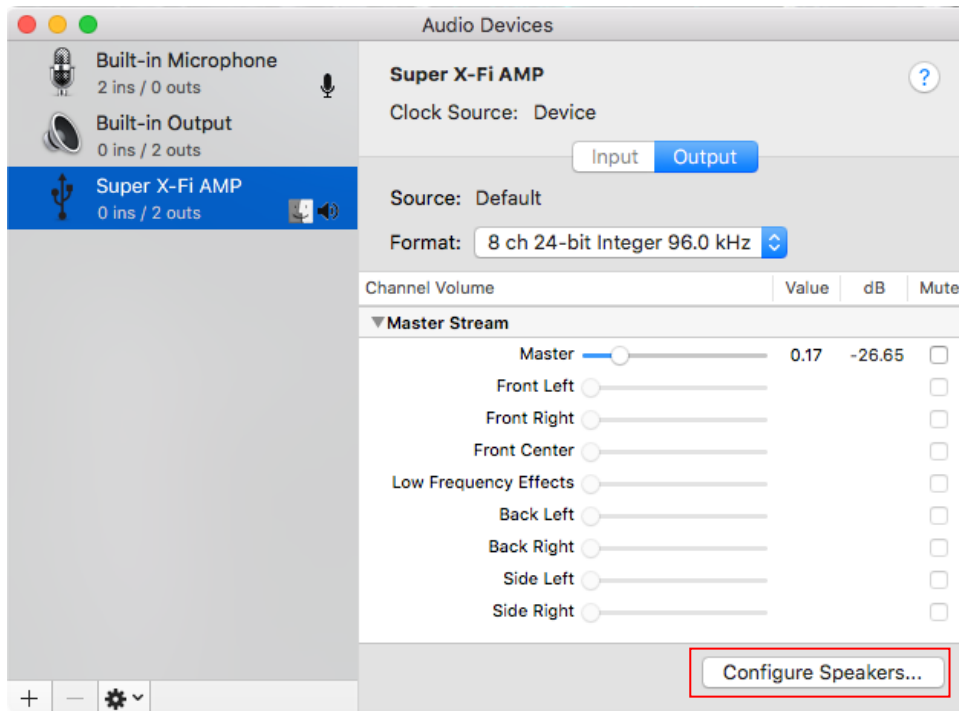 Audio Devices
Built-in Microphone
2 ins / 0 outs
Built-in Output
0 ins / 2 outs
Super X-Fi AMP
0 ins / 2 outs
Super X-Fi AMP
?
Clock Source: Device
Input Output
Source: Default
Format: 8 ch 24-bit Integer 96.0 kHz
Channel Volume Value dB Mute
Master Stream
Master 0.17 -26.65
Front Left
Front Right
Front Center
Low Frequency Effects
Back Left
Back Right
Side Left
Side Right
Configure Speakers...